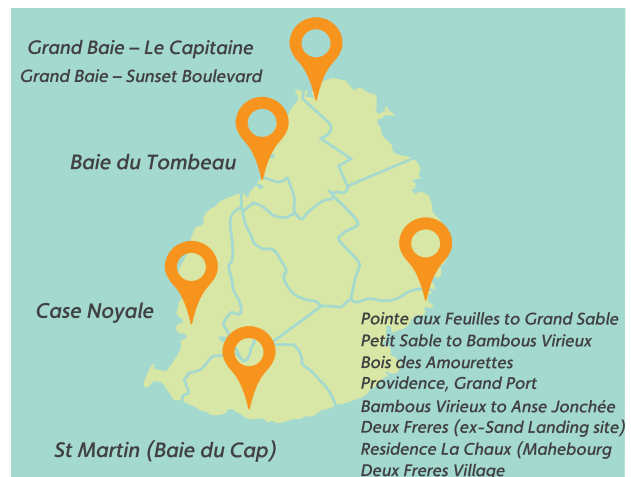 Grand Baie – Le Capitaine
Grand Baie – Sunset Boulevard
Baie du Tombeau
Case Noyale
St Martin (Baie du Cap)
Pointe aux Feuilles to Grand Sable
Petit Sable to Bambous Virieux
Bois des Amourettes
Providence, Grand Port
Bambous Virieux to Anse Jonchée
Deux Freres (ex-Sand Landing site)
Residence La Chaux (Mahebourg
Deux Freres Village